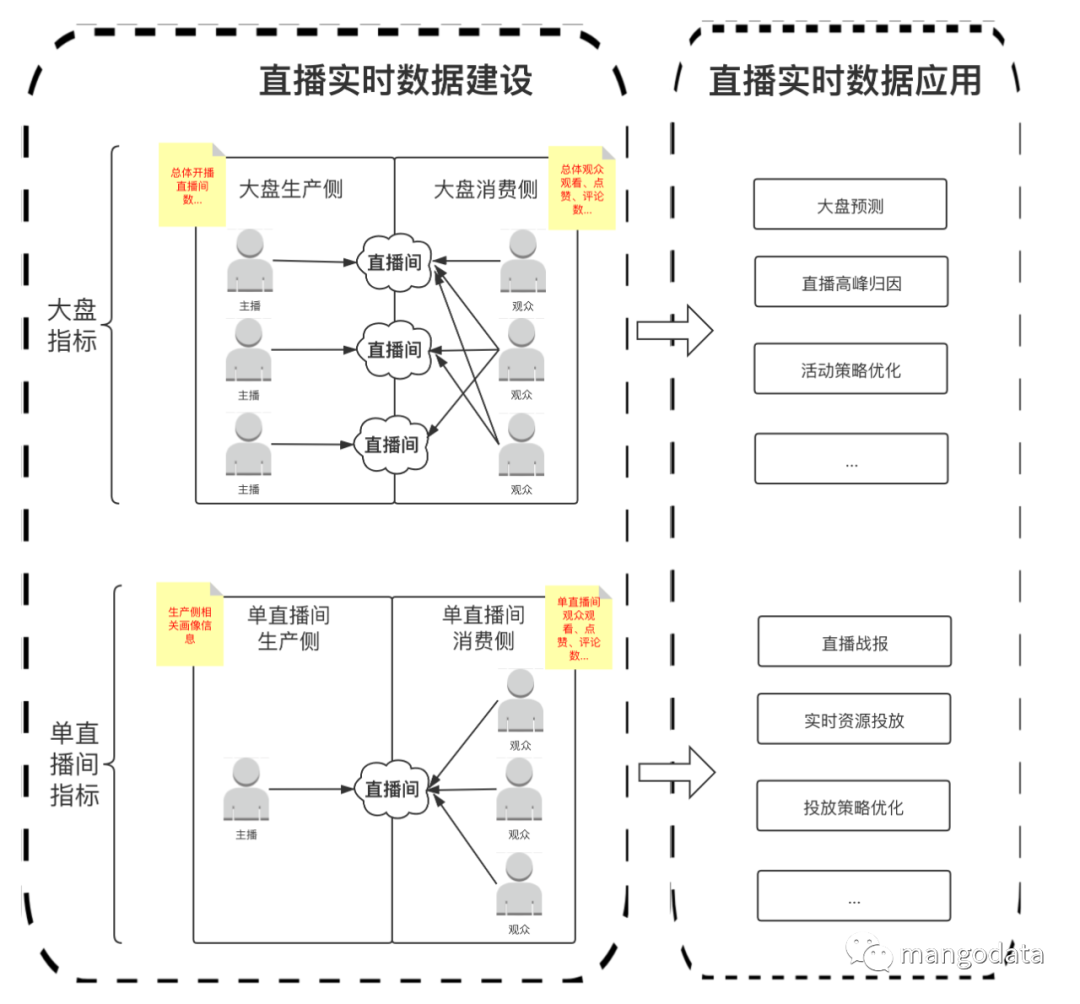 直播实时数据建设
总体开播
直播间
数...
大盘生产侧
大盘消费侧
总体观众
观看、点
赞、评论
数...
大盘
指标
直播间
主播
观众
直播间
主播
观众
直播间
主播
观众
生产侧相
关画像信
息
单直播间
生产侧
单直播间
消费侧
单直播间
观众观
看、点
赞、评论
数...
单直
播间
指标
观众
直播间
主播
观众
观众
直播实时数据应用
大盘预测
直播高峰归因
活动策略优化
...
直播战报
实时资源投放
投放策略优化
...
mangodata